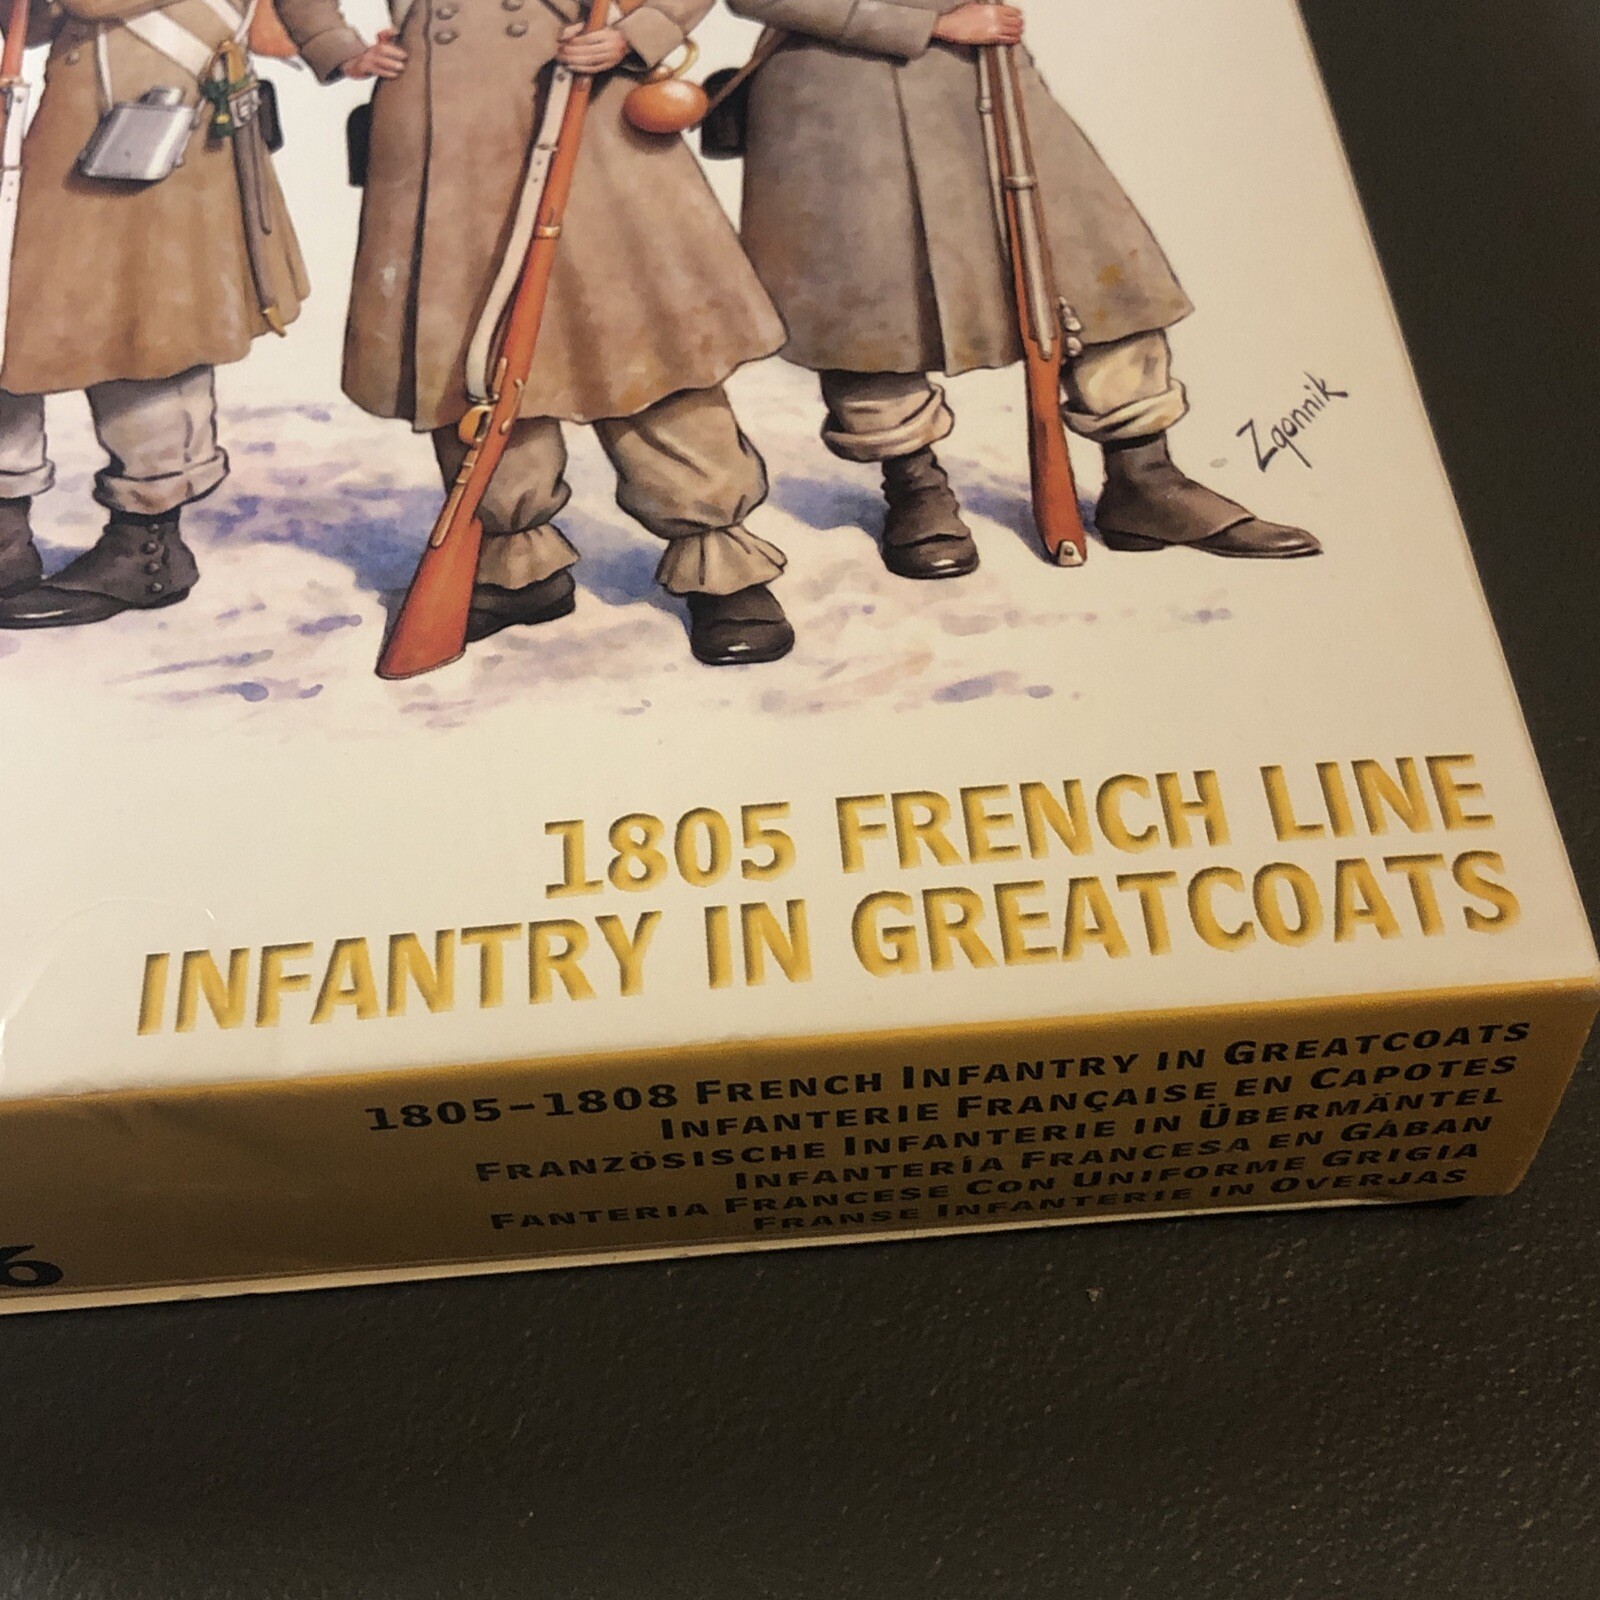 Zgonnik
1805 FRENCH LINE
INFANTRY IN GREATCOATS
1805-1808 FRENCH INFANTRY IN GREATCOATS
INFANTERIE FRANÇAISE EN CAPOTES
FRANZÖSISCHE INFANTERIE IN ÜBERMÄNTEL
INFANTERÍA FRANCESA EN GÁBAN
FANTERIA FRANCESE CON UNIFORME GRIGIA
FRANSE INFANTERIE IN OVERJAS
6